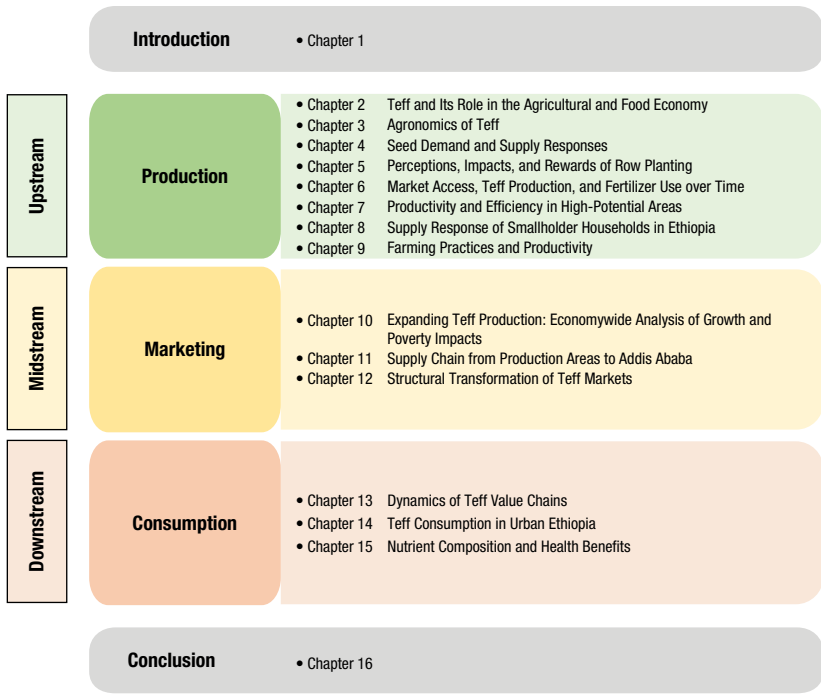 Introduction
• Chapter 1
Upstream
Production
• Chapter 2 Teff and Its Role in the Agricultural and Food Economy
• Chapter 3 Agronomics of Teff
• Chapter 4 Seed Demand and Supply Responses
• Chapter 5 Perceptions, Impacts, and Rewards of Row Planting
• Chapter 6 Market Access, Teff Production, and Fertilizer Use over Time
• Chapter 7 Productivity and Efficiency in High-Potential Areas
• Chapter 8 Supply Response of Smallholder Households in Ethiopia
• Chapter 9 Farming Practices and Productivity
Midstream
Marketing
• Chapter 10 Expanding Teff Production: Economywide Analysis of Growth and
Poverty Impacts
• Chapter 11 Supply Chain from Production Areas to Addis Ababa
• Chapter 12 Structural Transformation of Teff Markets
Downstream
Consumption
• Chapter 13 Dynamics of Teff Value Chains
• Chapter 14 Teff Consumption in Urban Ethiopia
• Chapter 15 Nutrient Composition and Health Benefits
Conclusion
• Chapter 16